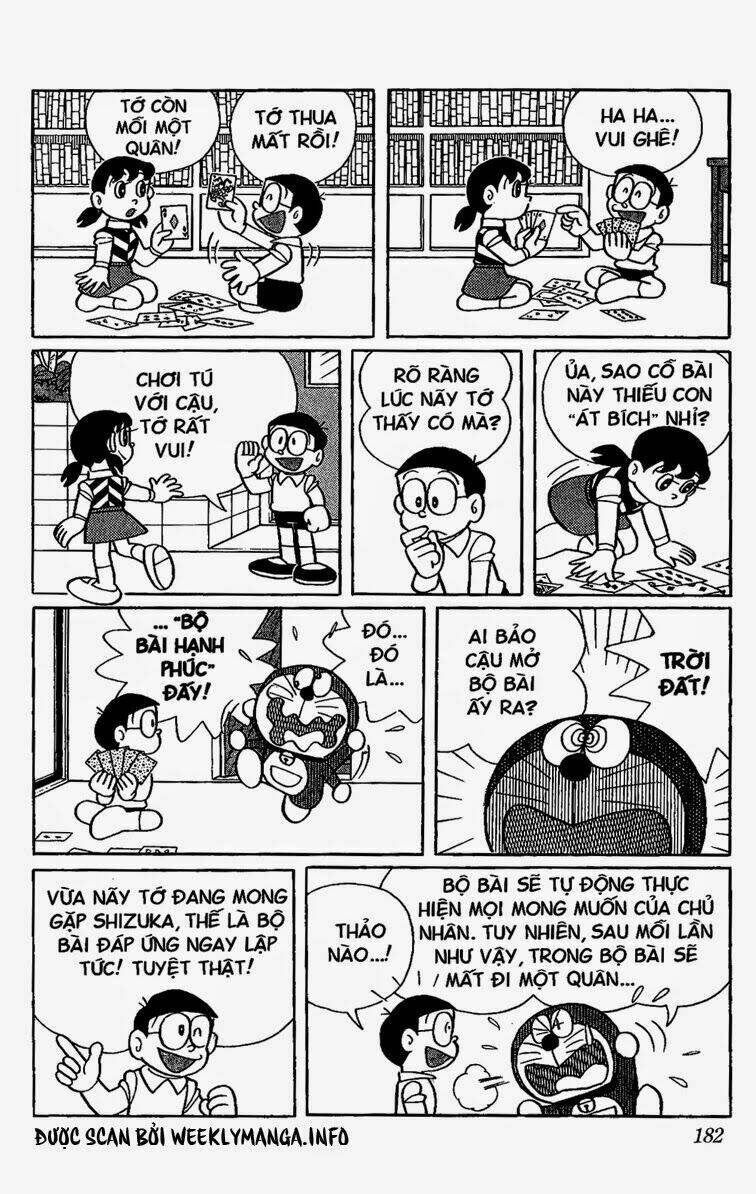 HA HA...
VUI GHÊ!
TỚ THUA
MẤT RỒI!
TỚ CÒN
MỖI MỘT
QUÂN!
ỦA, SAO CỖ BÀI
NÀY THIẾU CON
"ÁT BÍCH" NHỈ?
RÕ RÀNG
LÚC NÃY TỚ
THẤY CÓ MÀ?
CHƠI TÚ
VỚI CẬU,
TỚ RẤT
VUI!
TRỜI
ĐẤT!
AI BẢO
CẬU MỞ
BỘ BÀI
ẤY RA?
ĐÓ...
ĐÓ
LÀ...
... "BỘ
BÀI HẠNH
PHÚC"
ĐẤY!
BỘ BÀI SẼ TỰ ĐỘNG THỰC
HIỆN MỌI MONG MUỐN CỦA CHỦ
NHÂN. TUY NHIÊN, SAU MỖI LẦN
NHƯ VẬY, TRONG BỘ BÀI SẼ
MẤT ĐI MỘT QUÂN...
THẢO
NÀO...!
VỪA NÃY TỚ ĐANG MONG
GẶP SHIZUKA, THẾ LÀ BỘ
BÀI ĐÁP ỨNG NGAY LẬP
TỨC! TUYỆT THẬT!
ĐƯỢC SCAN BỞI WEEKLYMANGA.INFO
182